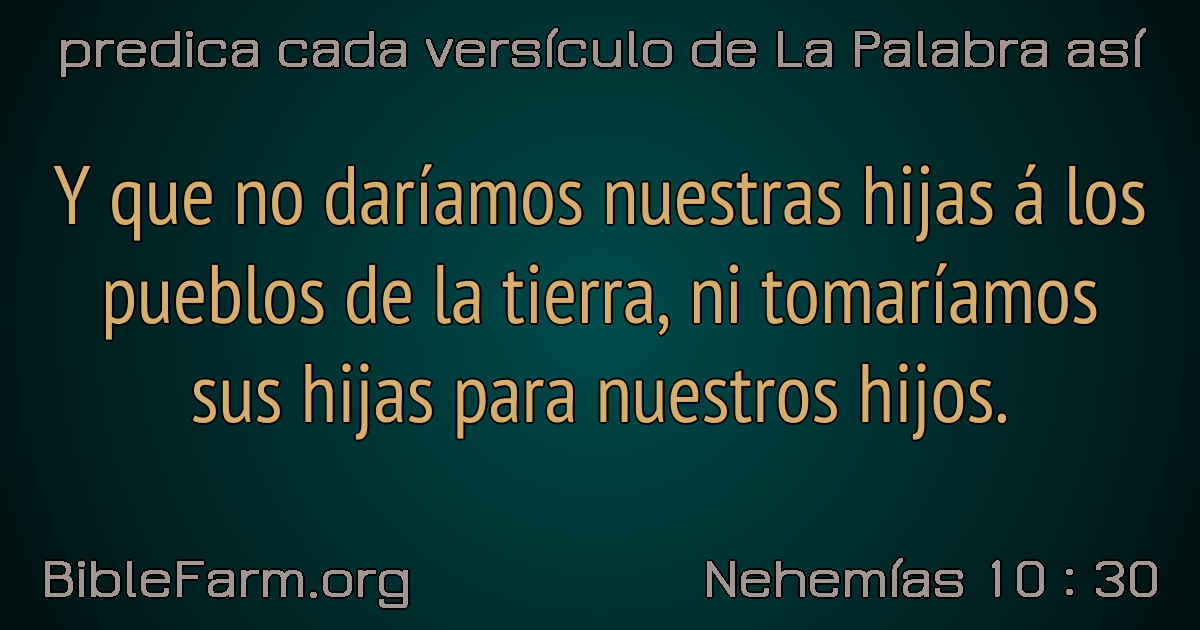 predica cada versículo de La Palabra así
Y que no daríamos nuestras hijas á los
pueblos de la tierra, ni tomaríamos
sus hijas para nuestros hijos.
BibleFarm.org
Nehemías 10 : 30